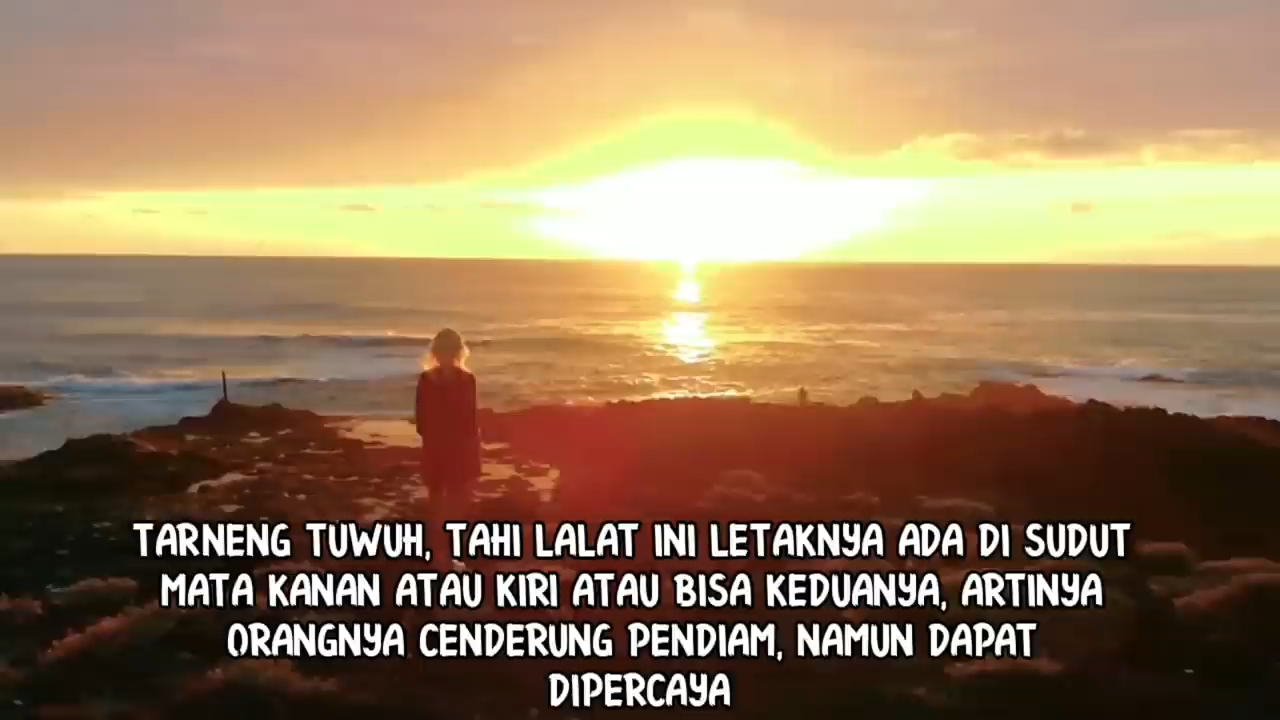 TARNENG TUWUH, TAHI LALAT INI LETAKNYA ADA DI SUDUT
MATA KANAN ATAU KIRI ATAU BISA KEDUANYA, ARTINYA
ORANGNYA CENDERUNG PENDIAM, NAMUN DAPAT
DIPERCAYA